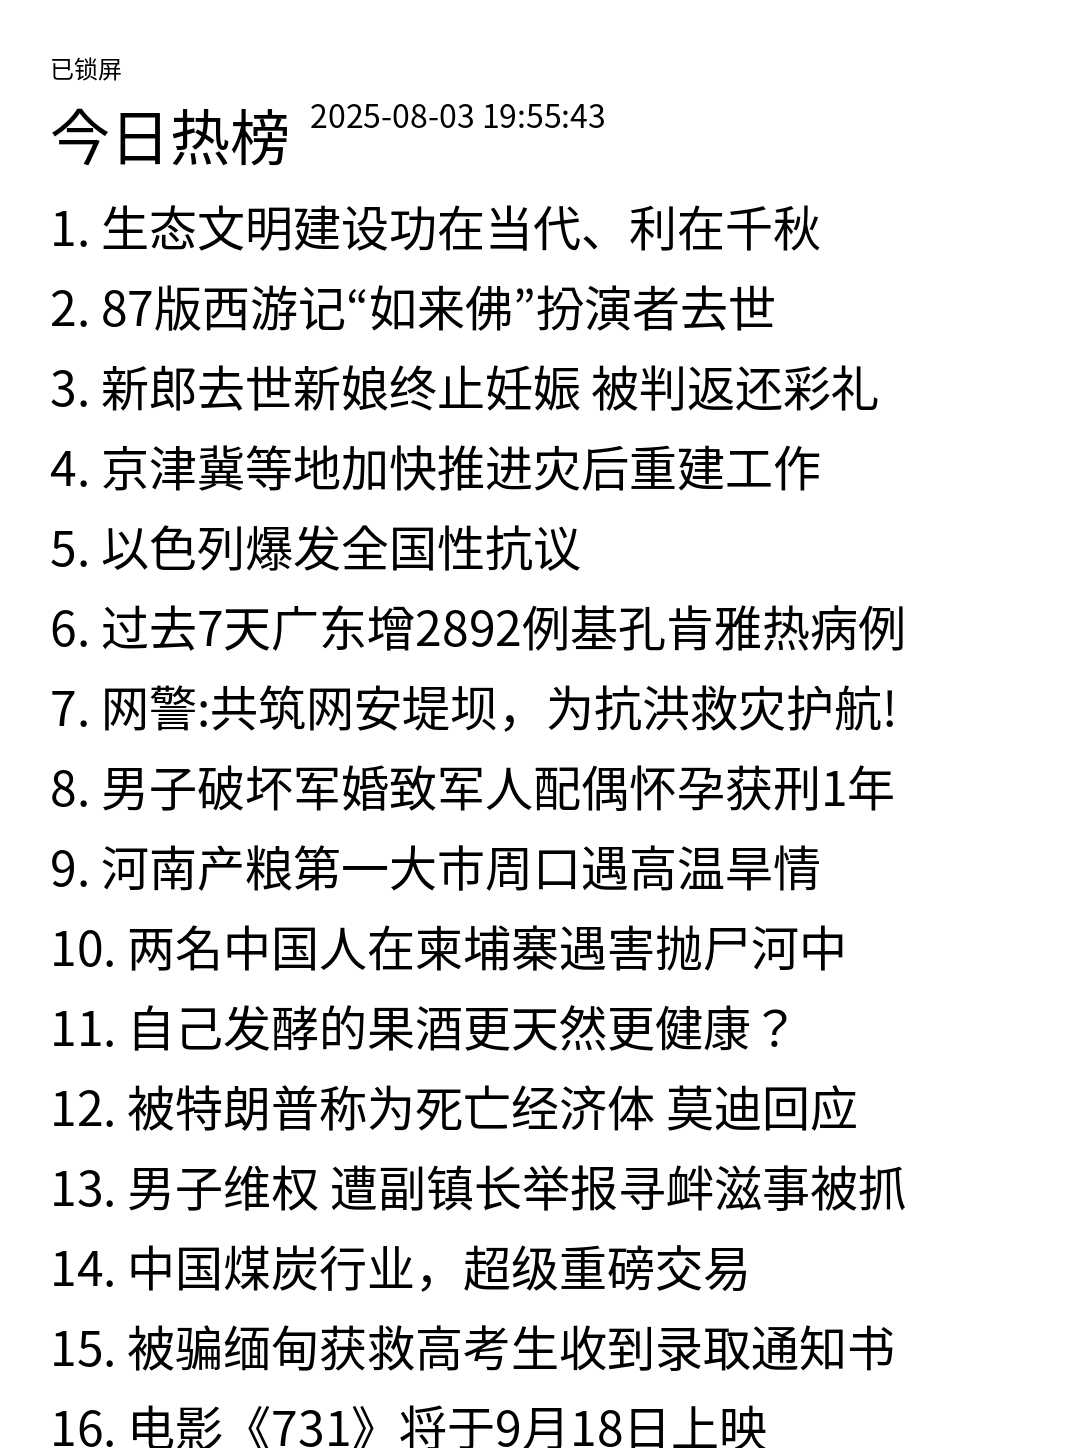 已锁屏
今日热榜 2025-08-03 19:55:43
1. 生态文明建设功在当代、利在千秋
2. 87版西游记“如来佛”扮演者去世
3. 新郎去世新娘终止妊娠 被判返还彩礼
4. 京津冀等地加快推进灾后重建工作
5. 以色列爆发全国性抗议
6. 过去7天广东增2892例基孔肯雅热病例
7. 网警:共筑网安堤坝，为抗洪救灾护航!
8. 男子破坏军婚致军人配偶怀孕获刑1年
9. 河南产粮第一大市周口遇高温旱情
10. 两名中国人在柬埔寨遇害抛尸河中
11. 自己发酵的果酒更天然更健康？
12. 被特朗普称为死亡经济体 莫迪回应
13. 男子维权 遭副镇长举报寻衅滋事被抓
14. 中国煤炭行业，超级重磅交易
15. 被骗缅甸获救高考生收到录取通知书
16. 电影《731》将于9月18日上映